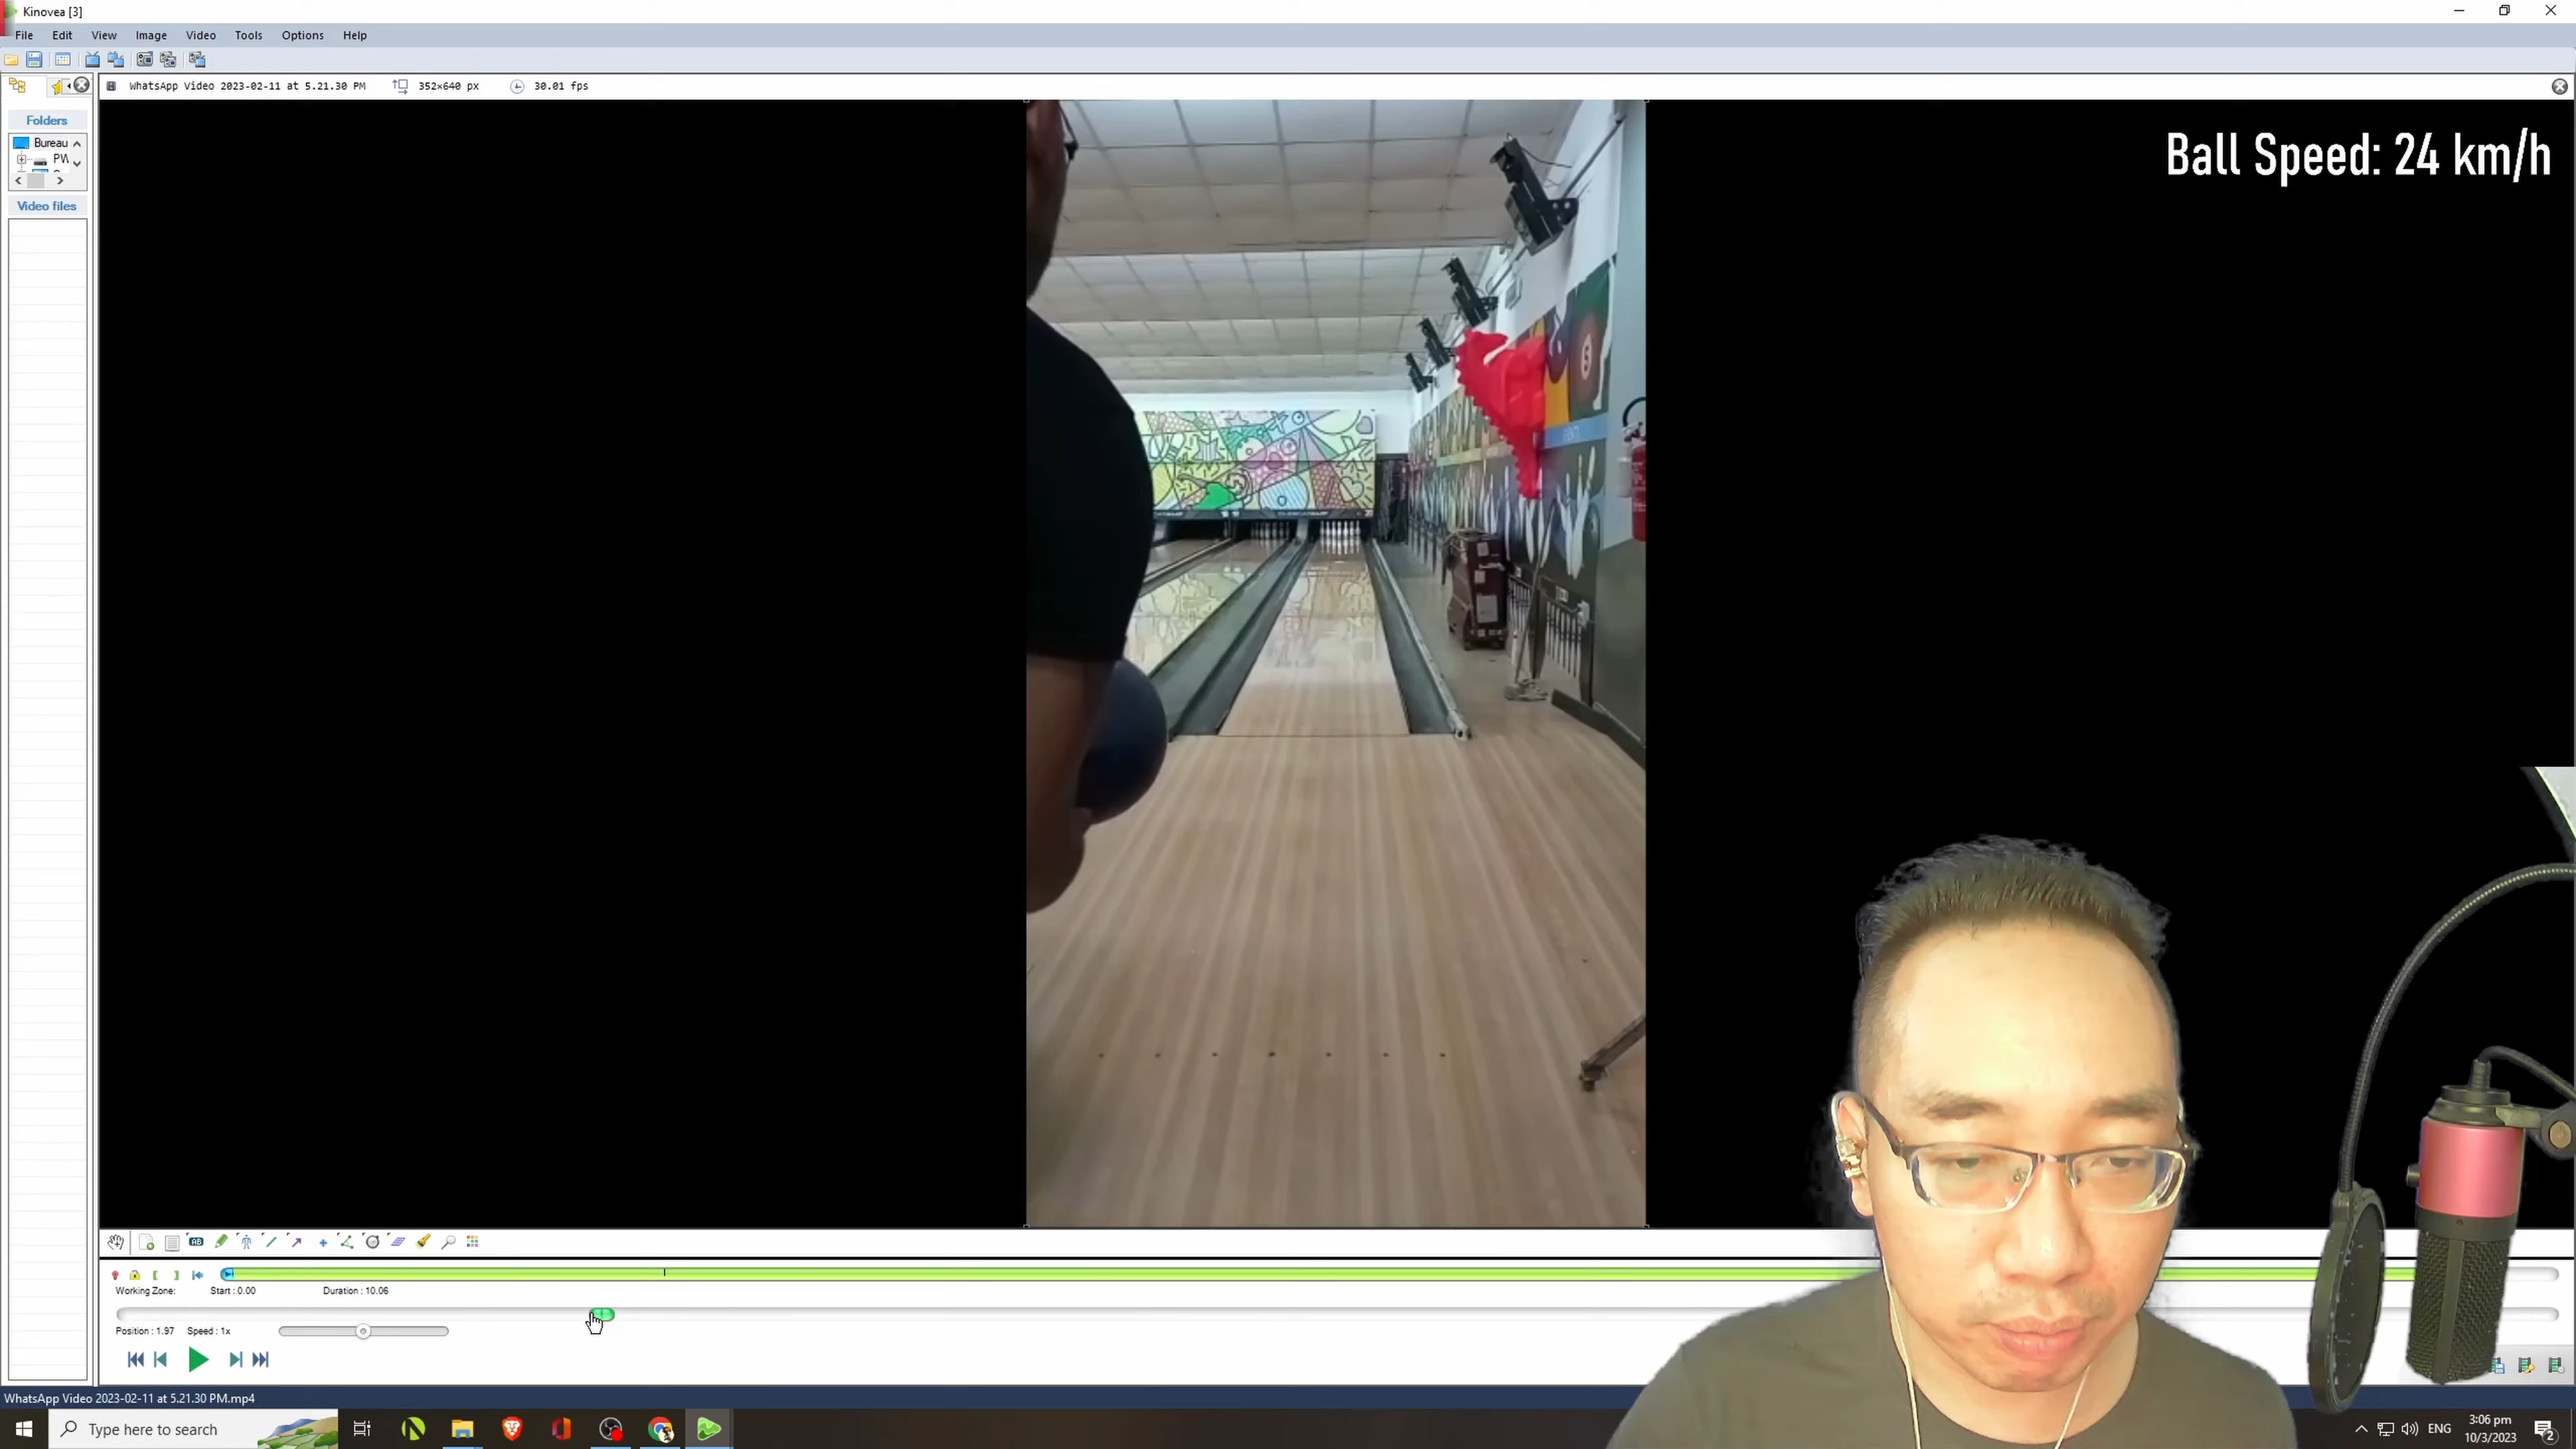 Kinovea [3]
File Edit View Image Video Tools Options Help
WhatsApp Video 2023-02-11 at 5.21.30 PM 352×640 px 30.01 fps
Ball Speed: 24 km/h
Folders
Bureau
Video files
AB
Working Zone: Start : 0.00 Duration : 10.06
Position : 1.97 Speed : 1x
WhatsApp Video 2023-02-11 at 5.21.30 PM.mp4
Type here to search
ENG
3:06 pm
10/3/2023
2